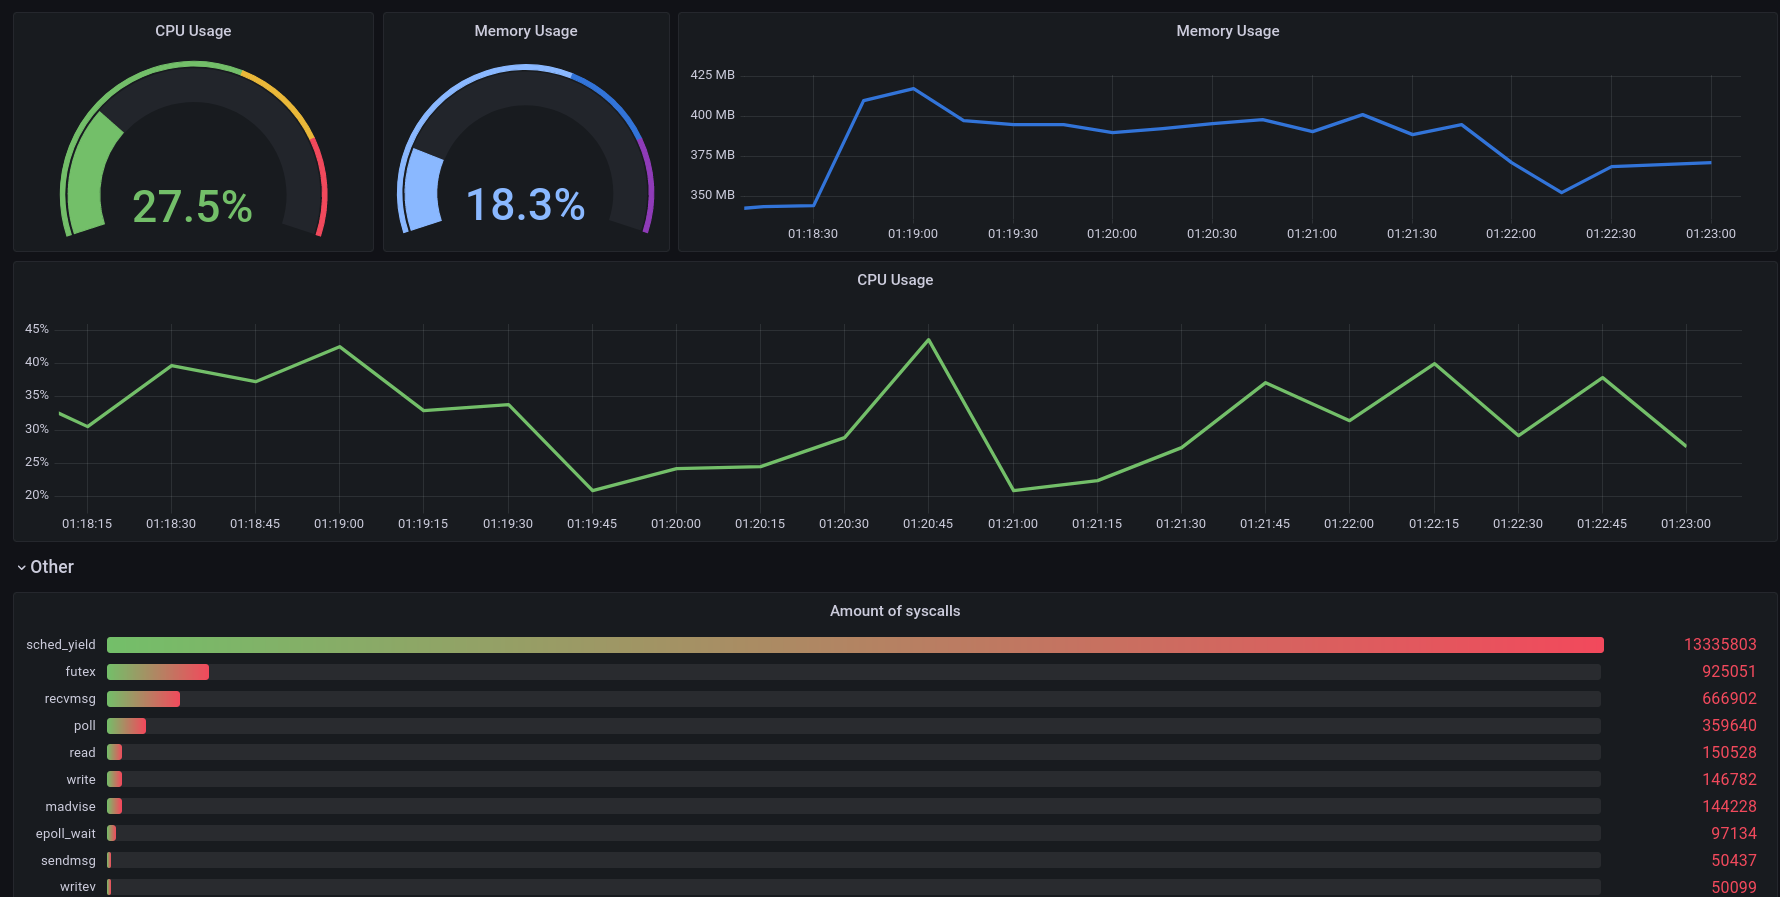 CPU Usage
27.5%
Memory Usage
18.3%
Memory Usage
425 MB
400 MB
375 MB
350 MB
01:18:30 01:19:00 01:19:30 01:20:00 01:20:30 01:21:00 01:21:30 01:22:00 01:22:30 01:23:00
CPU Usage
45%
40%
35%
30%
25%
20%
01:18:15 01:18:30 01:18:45 01:19:00 01:19:15 01:19:30 01:19:45 01:20:00 01:20:15 01:20:30 01:20:45 01:21:00 01:21:15 01:21:30 01:21:45 01:22:00 01:22:15 01:22:30 01:22:45 01:23:00
Other
Amount of syscalls
sched_yield 13335803
futex 925051
recvmsg 666902
poll 359640
read 150528
write 146782
madvise 144228
epoll_wait 97134
sendmsg 50437
writev 50099